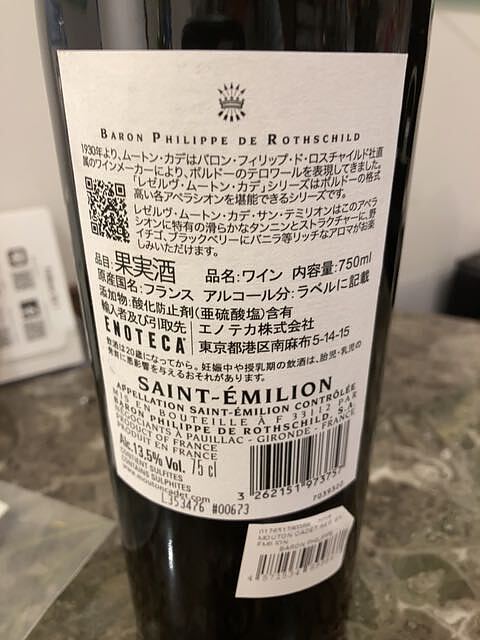 BARON PHILIPPE DE ROTHSCHILD
1930年より、ムートン・カデはバロン・フィリップ・ド・ロスチャイルド社直
属のワインメーカーにより、ボルドーのテロワールを表現してきました。
「レゼルヴ・ムートン・カデ」シリーズはボルドーの格式
高い各アペラシオンを堪能できるシリーズです。
レゼルヴ・ムートン・カデ・サン・テミリオンはこのアペラ
シオンに特有の滑らかなタンニンとストラクチャーに、野
イチゴ、ブラックベリーにバニラ等リッチなアロマがお楽
しみいただけます。
品目:果実酒 品名:ワイン 内容量:750ml
原産国名:フランス アルコール分:ラベルに記載
添加物:酸化防止剤(亜硫酸塩)含有
輸入者及び引取先 エノテカ株式会社
ENOTECA 東京都港区南麻布5-14-15
飲酒は20歳になってから。妊娠中や授乳期の飲酒は、胎児・乳児の
発育に悪影響を与えるおそれがあります。
SAINT-ÉMILION
APPELLATION SAINT-ÉMILION CONTRÔLÉE
MIS EN BOUTEILLE À F 33112 PAR
BARON PHILIPPE DE ROTHSCHILD, S.A.
NÉGOCIANTS À PAUILLAC - GIRONDE - FRANCE
PRODUCT OF FRANCE
PRODUIT DE FRANCE
Alc. 13.5% Vol. 75 cl
CONTIENT SULFITES
CONTAINS SULPHITES
www.moutoncadet.com
L353476 #00673
3 262151 973757
7039320
MOUTON CADET RES ST
EMILION
BARON PHILIPPE